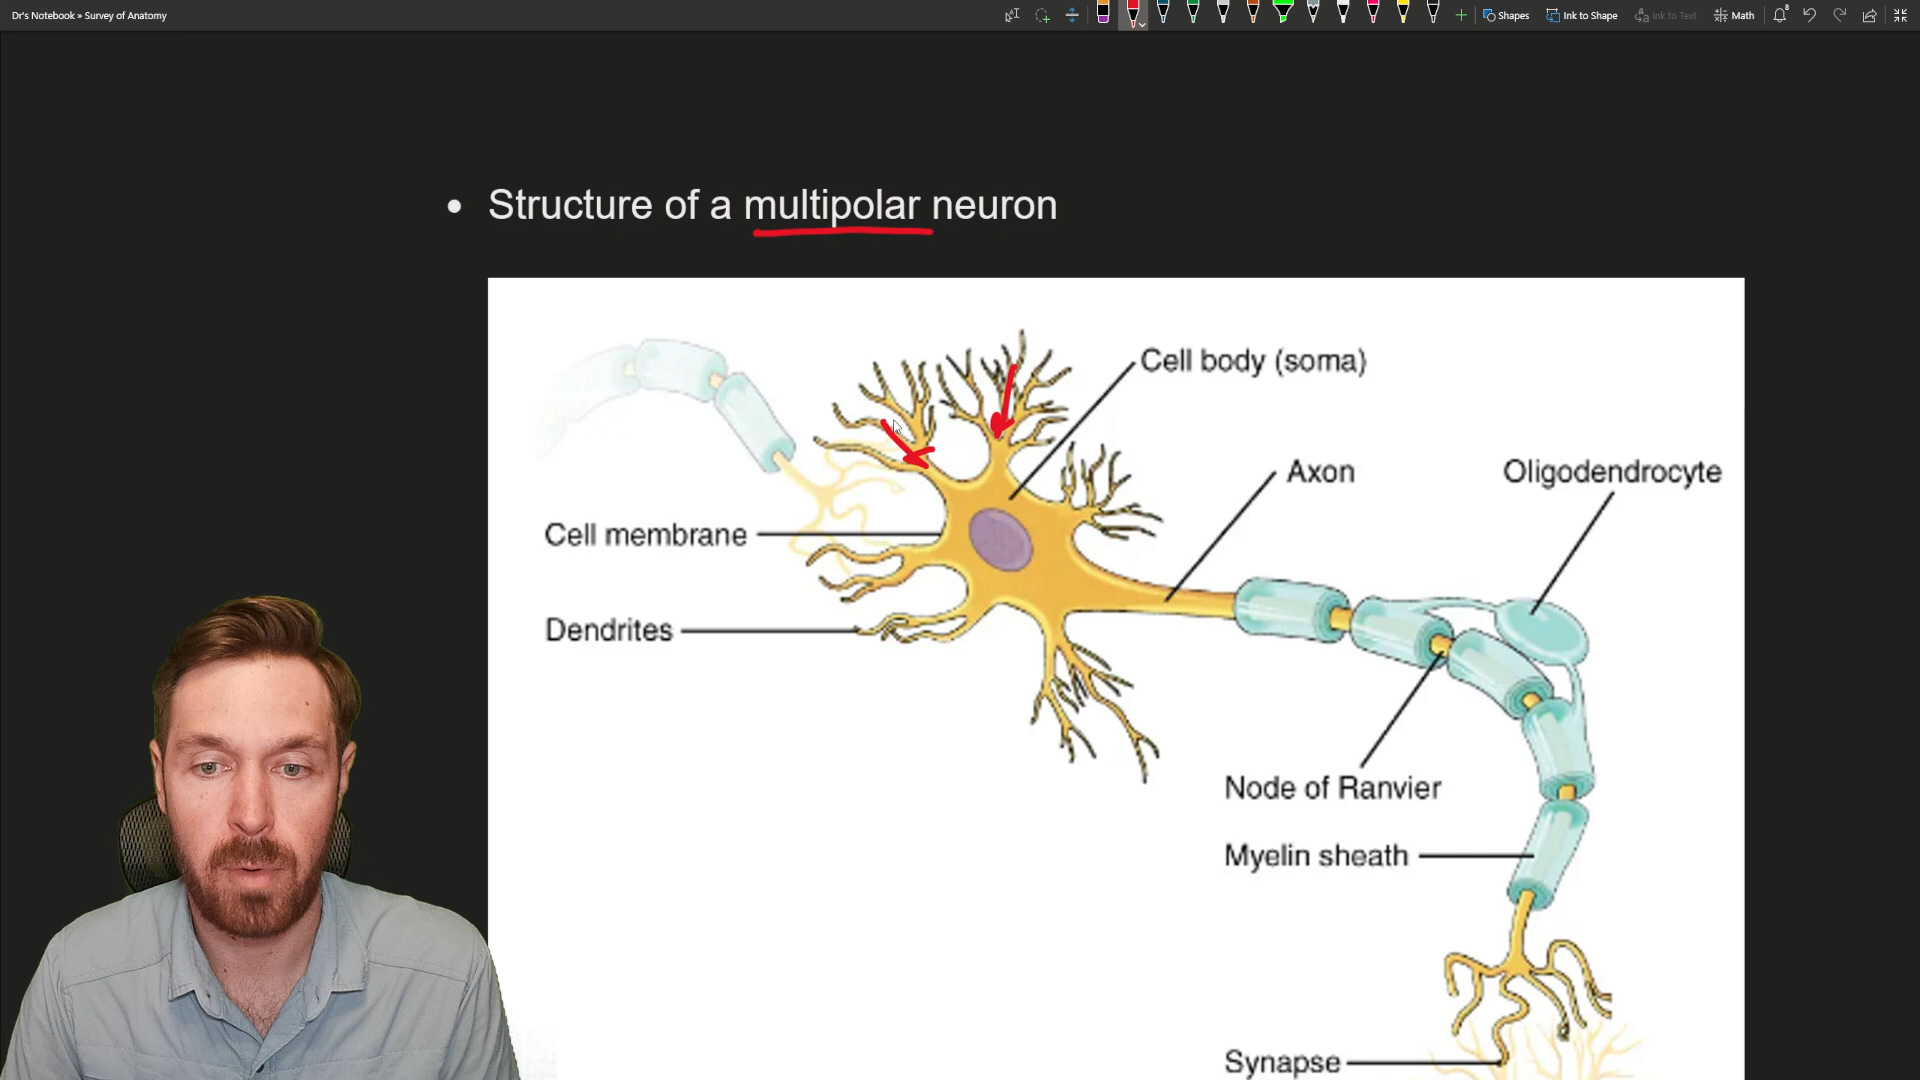 Dr's Notebook » Survey of Anatomy
Shapes
Ink to Shape
Ink to Text
Math
8
• Structure of a multipolar neuron
Cell body (soma)
Axon
Oligodendrocyte
Cell membrane
Dendrites
Node of Ranvier
Myelin sheath
Synapse